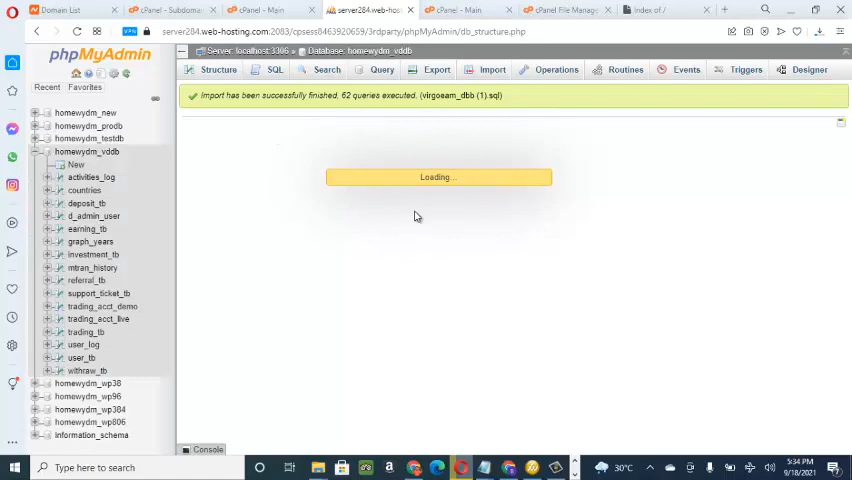 Domain List
cPanel - Subdoma
cPanel - Main
server284.web-hos
cPanel - Main
cPanel File Manage
Index of /
VPN
server284.web-hosting.com:2083/cpsess8463920659/3rdparty/phpMyAdmin/db_structure.php
phpMyAdmin
Recent
Favorites
homewydm_new
homewydm_prodb
homewydm_testdb
homewydm_vddb
New
activities_log
countries
deposit_tb
d_admin_user
earning_tb
graph_years
investment_tb
mtran_history
referral_tb
support_ticket_tb
trading_acct_demo
trading_acct_live
trading_tb
user_log
user_tb
withraw_tb
homewydm_wp38
homewydm_wp96
homewydm_wp384
homewydm_wp806
information_schema
Server: localhost:3306 » Database: homewydm_vddb
Structure
SQL
Search
Query
Export
Import
Operations
Routines
Events
Triggers
Designer
Import has been successfully finished, 62 queries executed. (virgoeam_dbb (1).sql)
Loading...
Console
Type here to search
30°C
5:34 PM
9/18/2021